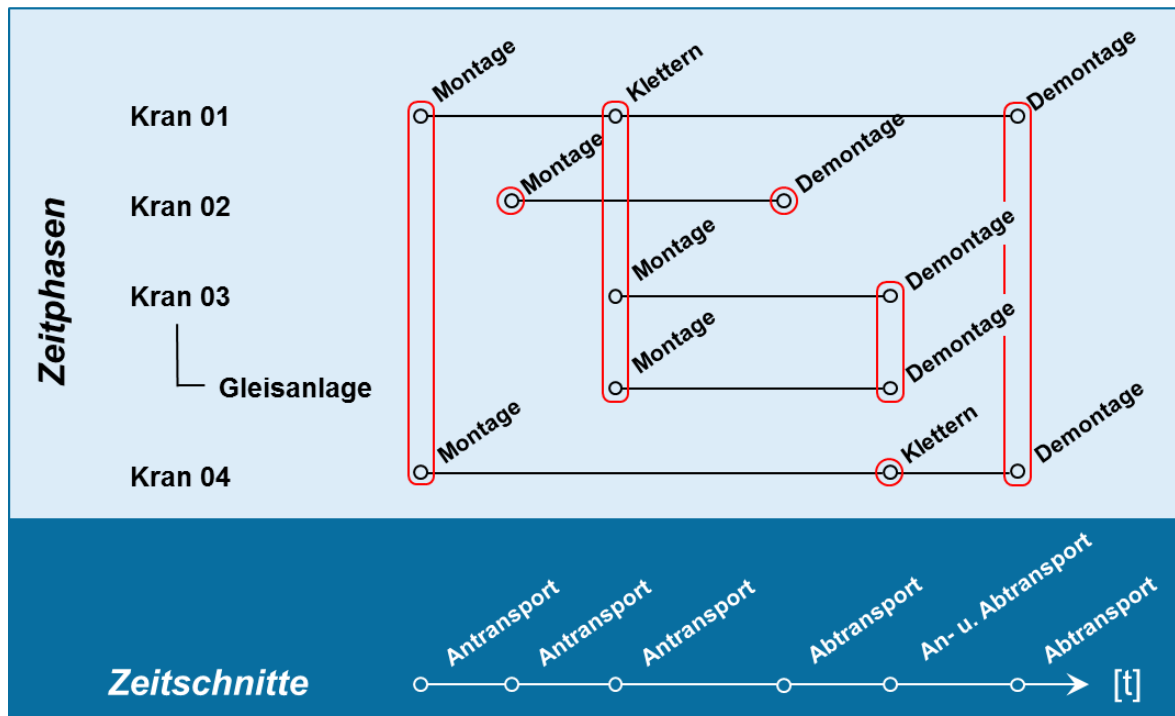 Zeitphasen
Kran 01
Montage
Klettern
Demontage
Kran 02
Montage
Demontage
Kran 03
Montage
Demontage
Gleisanlage
Montage
Demontage
Kran 04
Montage
Klettern
Demontage
Zeitschnitte
Antransport
Antransport
Antransport
Abtransport
An- u. Abtransport
Abtransport
[t]